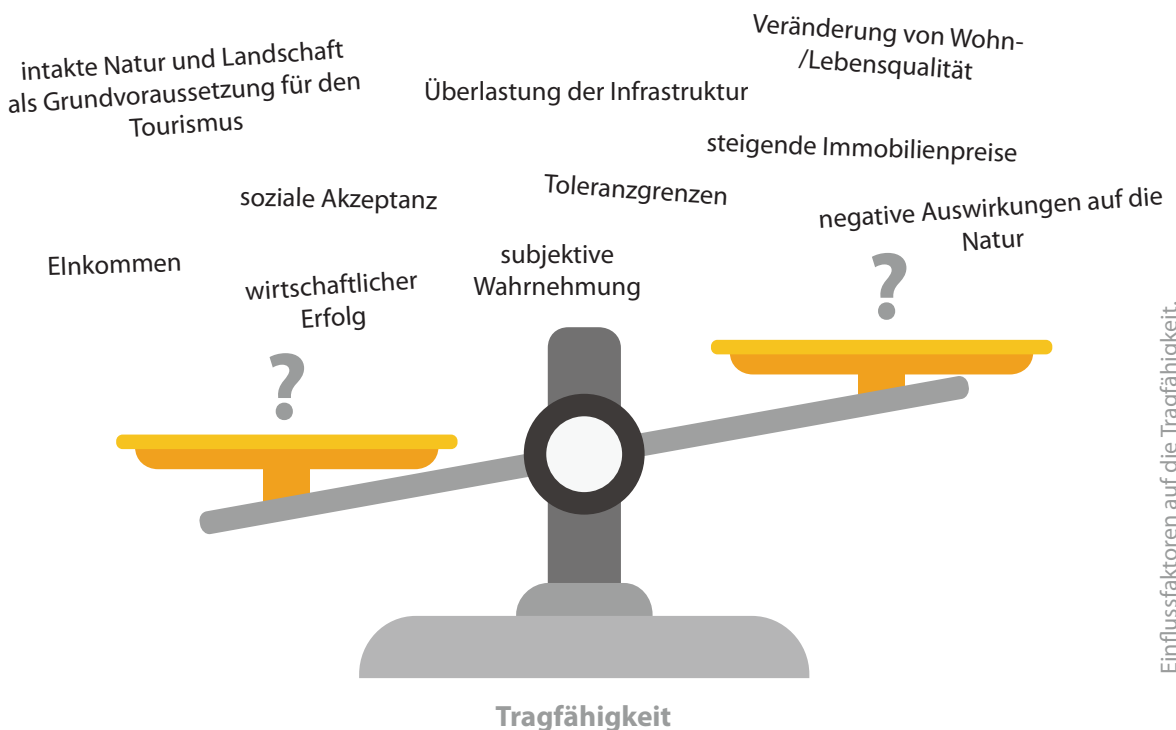 intakte Natur und Landschaft
als Grundvoraussetzung für den
Tourismus
Überlastung der Infrastruktur
Veränderung von Wohn-
/Lebensqualität
steigende Immobilienpreise
soziale Akzeptanz
Toleranzgrenzen
negative Auswirkungen auf die
Natur
EInkommen
wirtschaftlicher
Erfolg
subjektive
Wahrnehmung
?
?
Tragfähigkeit
Einflussfaktoren auf die Tragfähigkeit.